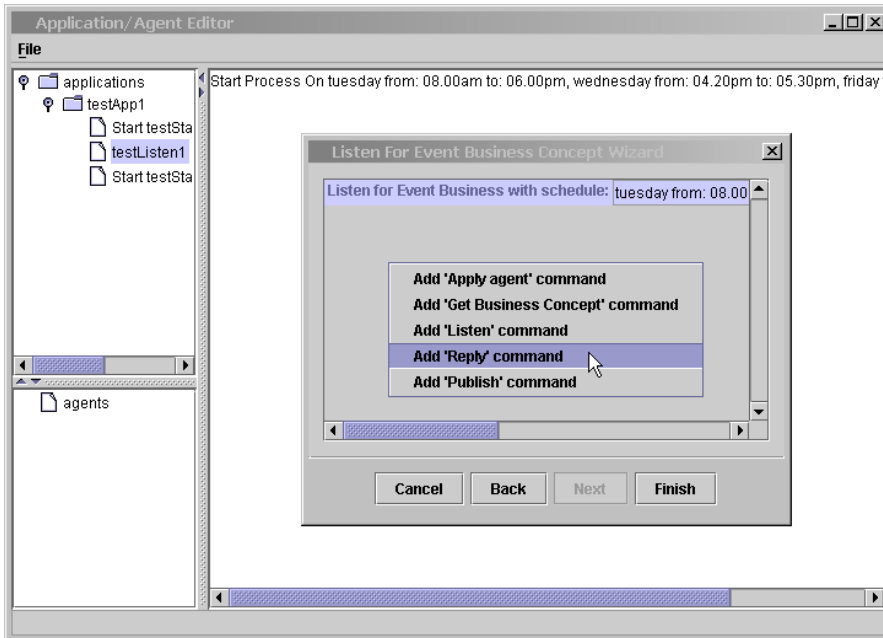 Application/Agent Editor
File
applications
testApp1
Start testSta
testListen1
Start testSta
agents
Start Process On tuesday from: 08.00am to: 06.00pm, wednesday from: 04.20pm to: 05.30pm, friday
Listen For Event Business Concept Wizard
Listen for Event Business with schedule: tuesday from: 08.00
Add 'Apply agent' command
Add 'Get Business Concept' command
Add 'Listen' command
Add 'Reply' command
Add 'Publish' command
Cancel Back Next Finish